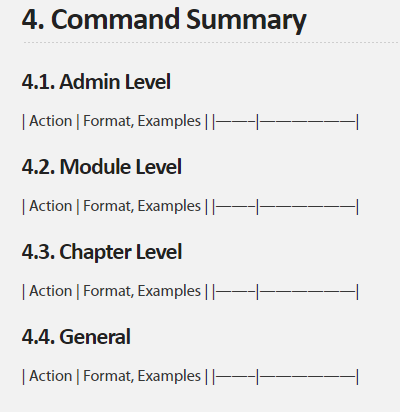 4. Command Summary
4.1. Admin Level
| Action | Format, Examples | |——–|——————|
4.2. Module Level
| Action | Format, Examples | |——–|——————|
4.3. Chapter Level
| Action | Format, Examples | |——–|——————|
4.4. General
| Action | Format, Examples | |——–|——————|